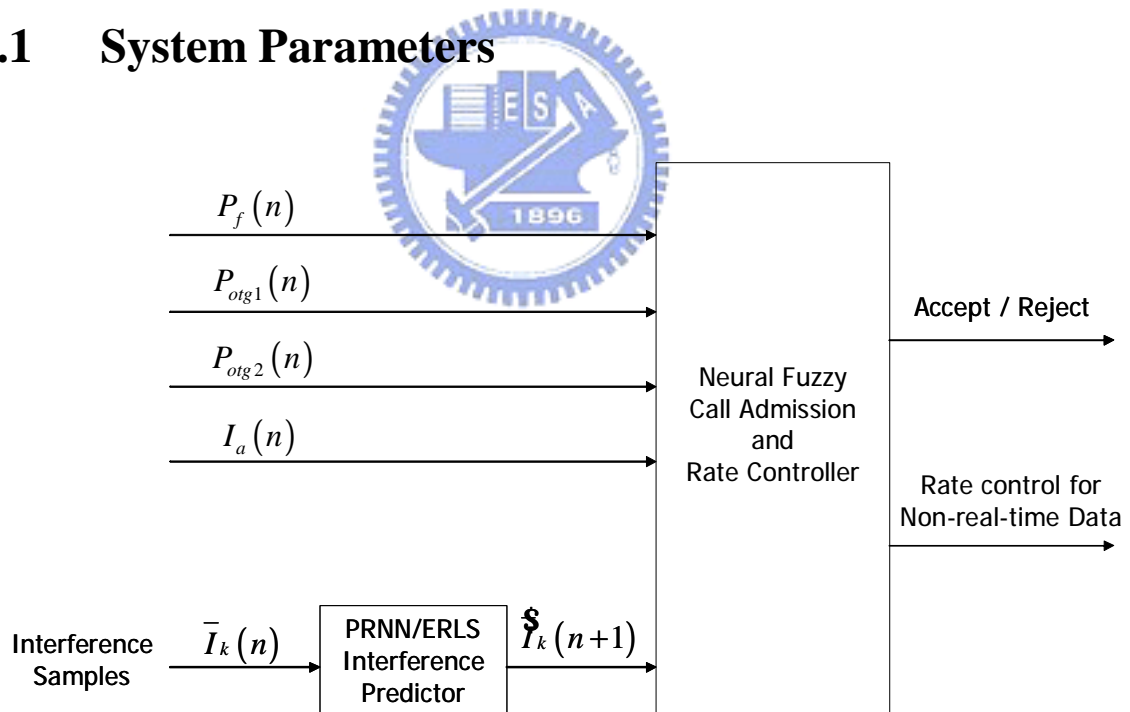 .1 System Parameters
E S A
1896
P_f(n)
P_otg1(n)
P_otg2(n)
I_a(n)
Neural Fuzzy
Call Admission
and
Rate Controller
Accept / Reject
Rate control for
Non-real-time Data
Interference
Samples
Ī_k(n)
PRNN/ERLS
Interference
Predictor
$Ī_k(n+1)